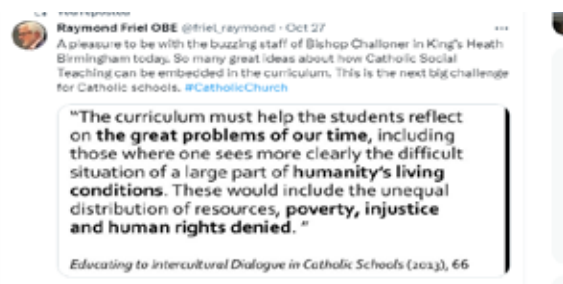 You reposted
Raymond Friel OBE @friel_raymond · Oct 27
A pleasure to be with the buzzing staff of Bishop Challoner in King's Heath
Birmingham today. So many great ideas about how Catholic Social
Teaching can be embedded in the curriculum. This is the next big challenge
for Catholic schools. #CatholicChurch
"The curriculum must help the students reflect
on the great problems of our time, including
those where one sees more clearly the difficult
situation of a large part of humanity's living
conditions. These would include the unequal
distribution of resources, poverty, injustice
and human rights denied. "
Educating to intercultural Dialogue in Catholic Schools (2013), 66